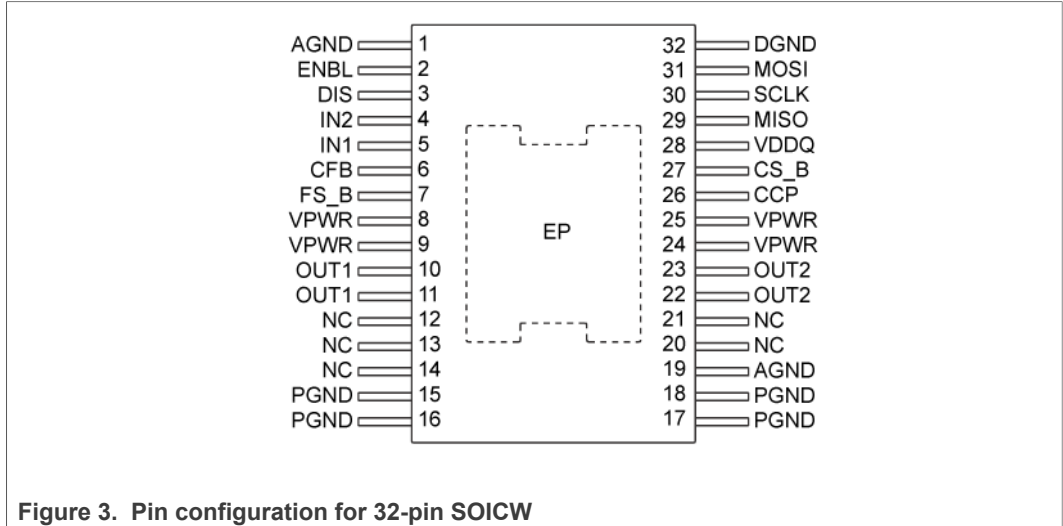 AGND 1 32 DGND
ENBL 2 31 MOSI
DIS 3 30 SCLK
IN2 4 29 MISO
IN1 5 28 VDDQ
CFB 6 27 CS_B
FS_B 7 26 CCP
VPWR 8 25 VPWR
VPWR 9 EP 24 VPWR
OUT1 10 23 OUT2
OUT1 11 22 OUT2
NC 12 21 NC
NC 13 20 NC
NC 14 19 AGND
PGND 15 18 PGND
PGND 16 17 PGND
Figure 3. Pin configuration for 32-pin SOICW